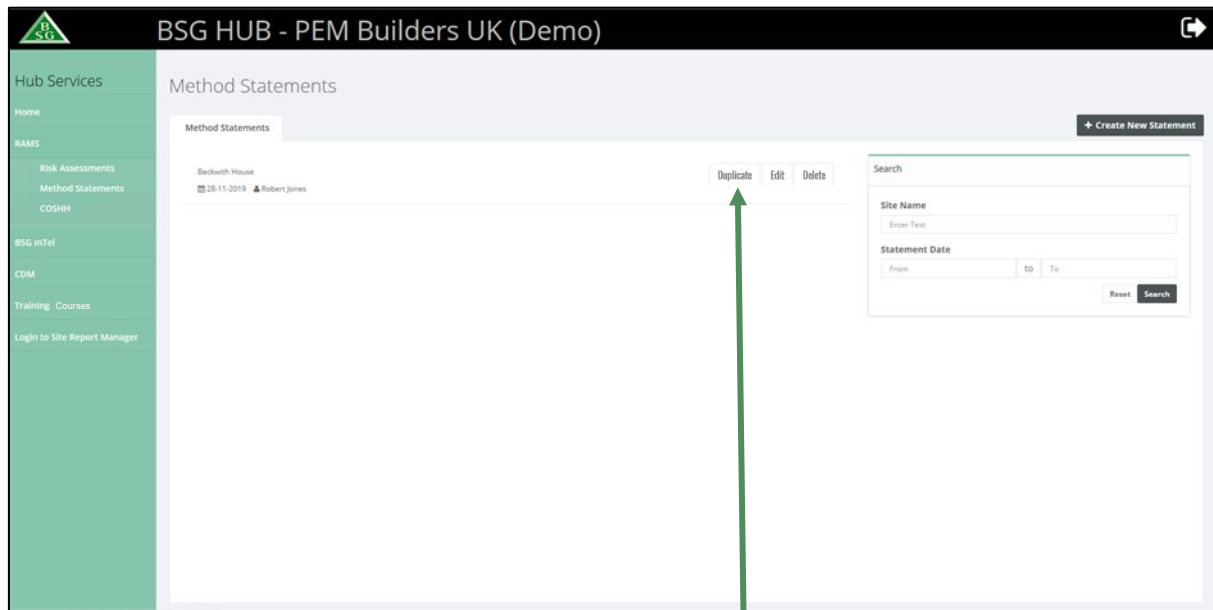 BSG
BSG HUB - PEM Builders UK (Demo)
Hub Services
Home
RAMS
Risk Assessments
Method Statements
COSHH
BSG InTel
CDM
Training Courses
Login to Site Report Manager
Method Statements
Method Statements
+ Create New Statement
Beckwith House
28-11-2019 Robert Jones
Duplicate Edit Delete
Search
Site Name
Enter Text
Statement Date
From to To
Reset Search